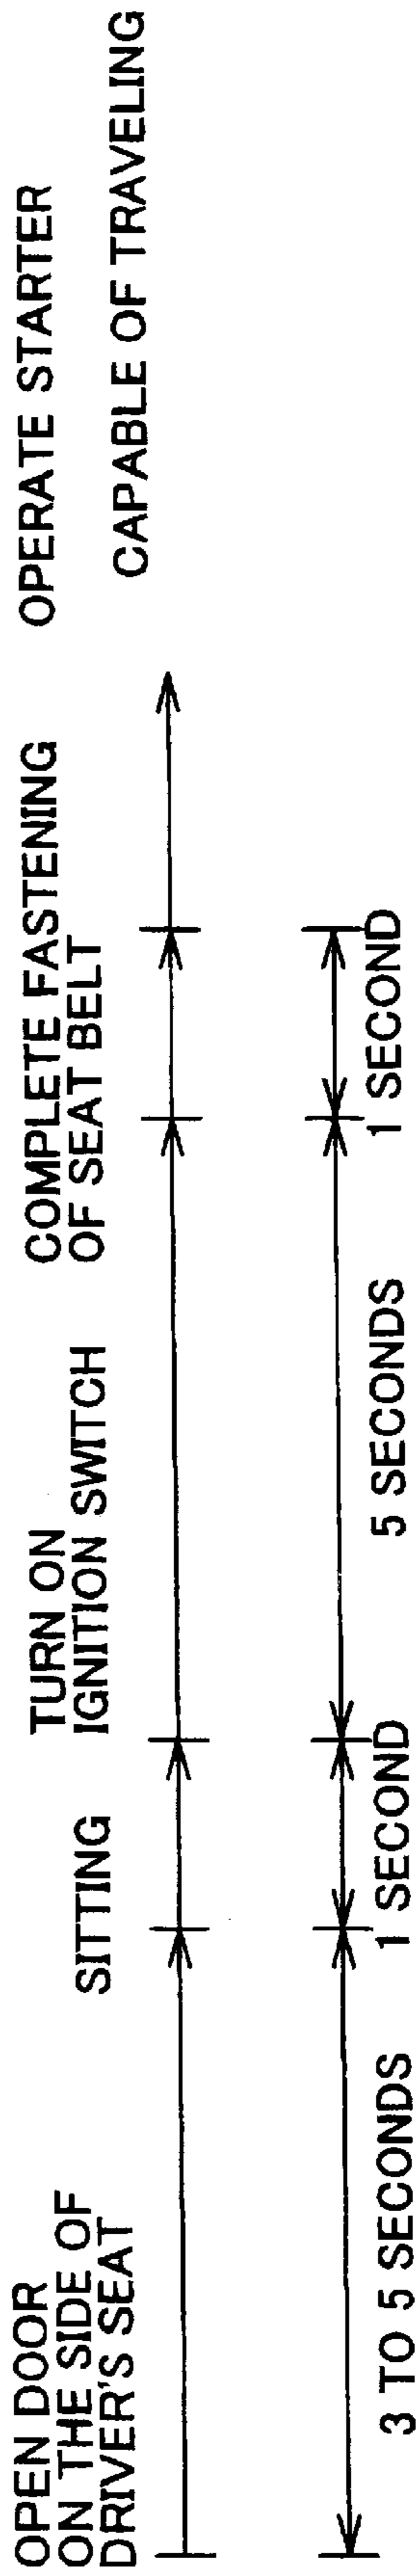 OPEN DOOR
ON THE SIDE OF
DRIVER'S SEAT
SITTING
TURN ON
IGNITION SWITCH
COMPLETE FASTENING
OF SEAT BELT
OPERATE STARTER
CAPABLE OF TRAVELING
3 TO 5 SECONDS
1 SECOND
5 SECONDS
1 SECOND